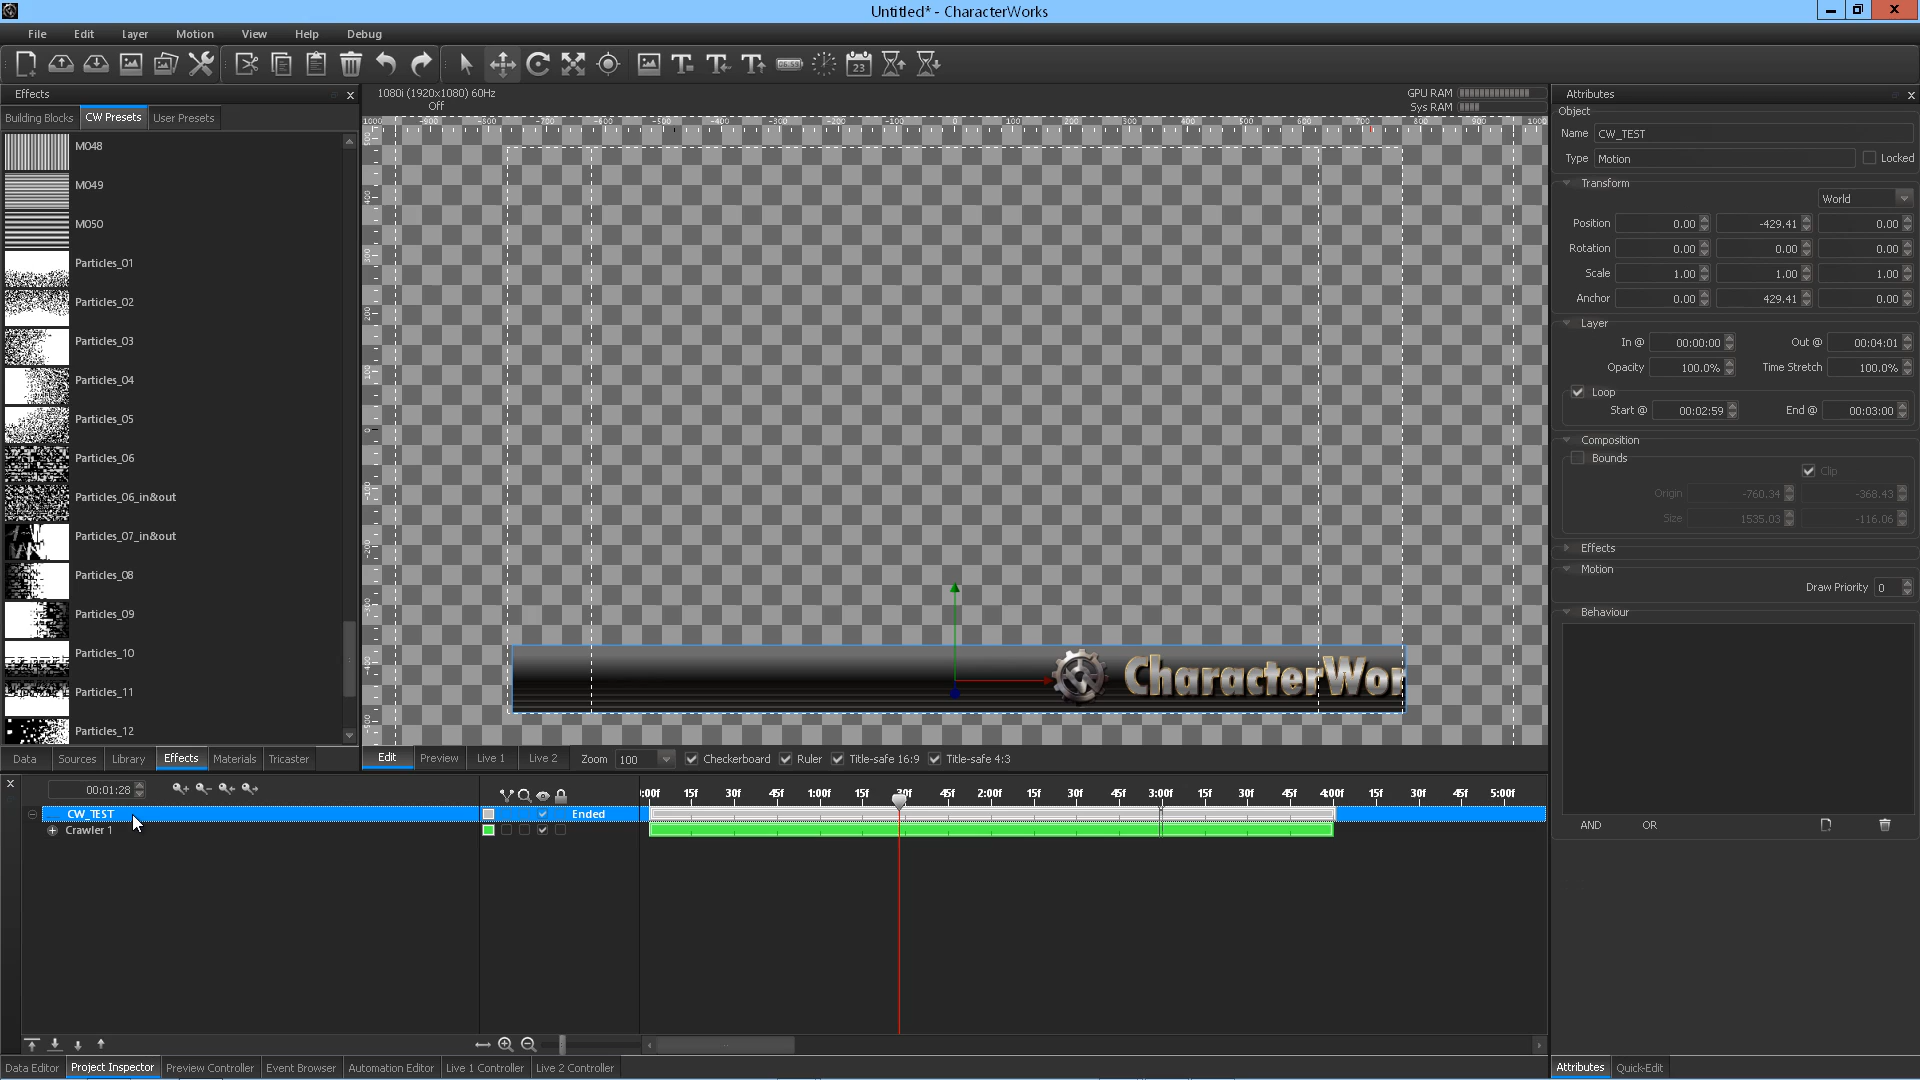 Untitled* - CharacterWorks
File Edit Layer Motion View Help Debug
Effects
Building Blocks CW Presets User Presets
M048
M049
M050
Particles_01
Particles_02
Particles_03
Particles_04
Particles_05
Particles_06
Particles_06_in&out
Particles_07_in&out
Particles_08
Particles_09
Particles_10
Particles_11
Particles_12
Data Sources Library Effects Materials Tricaster
1080i (1920x1080) 60Hz
Off
GPU RAM
Sys RAM
CharacterWor
Edit Preview Live 1 Live 2 Zoom 100 Checkerboard Ruler Title-safe 16:9 Title-safe 4:3
Attributes
Object
Name CW_TEST
Type Motion Locked
Transform
World
Position 0.00 -429.41 0.00
Rotation 0.00 0.00 0.00
Scale 1.00 1.00 1.00
Anchor 0.00 429.41 0.00
Layer
In @ 00:00:00 Out @ 00:04:01
Opacity 100.0% Time Stretch 100.0%
Loop
Start @ 00:02:59 End @ 00:03:00
Composition
Bounds
Clip
Origin -760.34 -368.43
Size 1535.03 -116.06
Effects
Motion
Draw Priority 0
Behaviour
AND OR
Attributes Quick-Edit
00:01:28
:00f 15f 30f 45f 1:00f 15f 30f 45f 2:00f 15f 30f 45f 3:00f 15f 30f 45f 4:00f 15f 30f 45f 5:00f
CW_TEST Ended
Crawler 1
Data Editor Project Inspector Preview Controller Event Browser Automation Editor Live 1 Controller Live 2 Controller